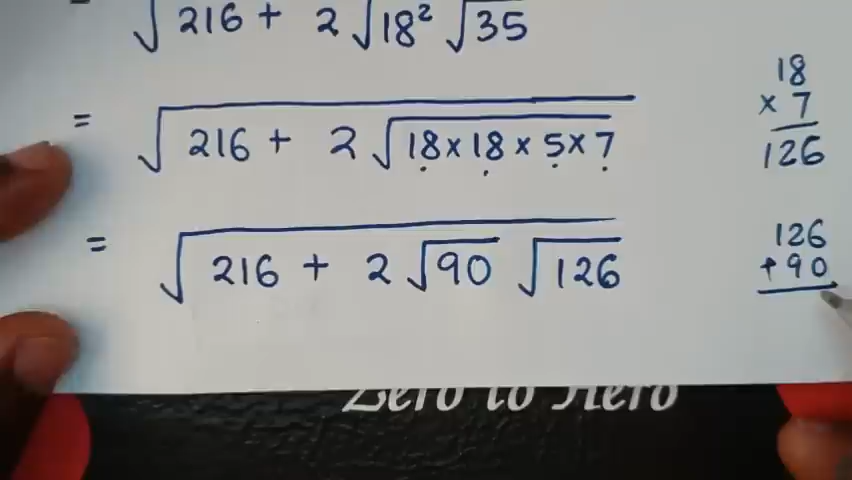 = √216 + 2√18² √35
= √216 + 2√18×18×5×7
= √216 + 2√90 √126
18
× 7
126
126
+ 90
Zero to Hero